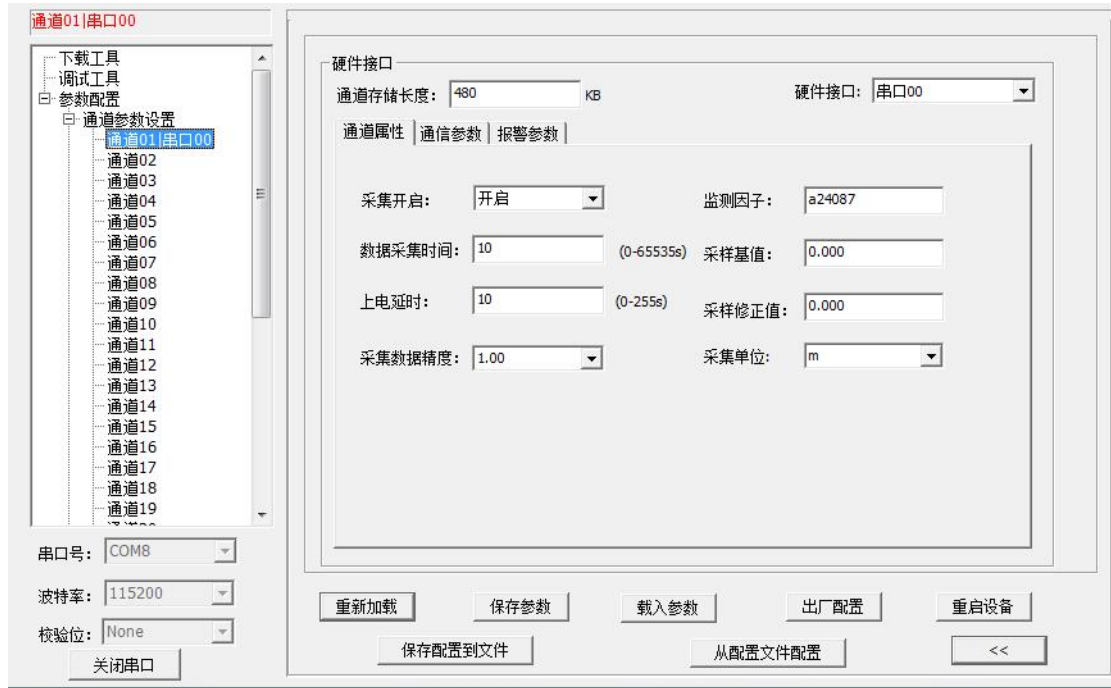 通道01|串口00
下载工具
调试工具
参数配置
通道参数设置
通道01|串口00
通道02
通道03
通道04
通道05
通道06
通道07
通道08
通道09
通道10
通道11
通道12
通道13
通道14
通道15
通道16
通道17
通道18
通道19
串口号: COM8
波特率: 115200
校验位: None
关闭串口
硬件接口
通道存储长度: 480 KB 硬件接口: 串口00
通道属性 通信参数 报警参数
采集开启: 开启 监测因子: a24087
数据采集时间: 10 (0-65535s) 采样基值: 0.000
上电延时: 10 (0-255s) 采样修正值: 0.000
采集数据精度: 1.00 采集单位: m
重新加载 保存参数 载入参数 出厂配置 重启设备
保存配置到文件 从配置文件配置 <<